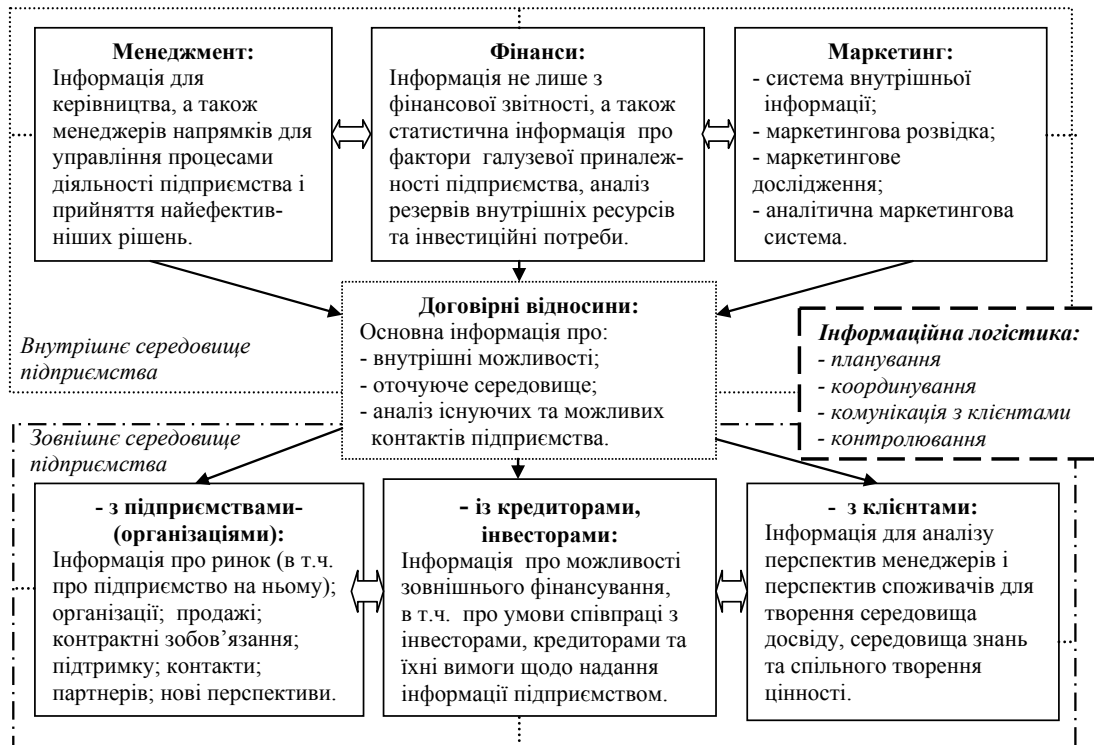 Менеджмент:
Інформація для
керівництва, а також
менеджерів напрямків для
управління процесами
діяльності підприємства і
прийняття найефектив-
ніших рішень.
Фінанси:
Інформація не лише з
фінансової звітності, а також
статистична інформація про
фактори галузевої приналеж-
ності підприємства, аналіз
резервів внутрішніх ресурсів
та інвестиційні потреби.
Маркетинг:
- система внутрішньої
інформації;
- маркетингова розвідка;
- маркетингове
дослідження;
- аналітична маркетингова
система.
Договірні відносини:
Основна інформація про:
- внутрішні можливості;
- оточуюче середовище;
- аналіз існуючих та можливих
контактів підприємства.
Внутрішнє середовище
підприємства
Інформаційна логістика:
- планування
- координування
- комунікація з клієнтами
- контролювання
Зовнішнє середовище
підприємства
- з підприємствами-
(організаціями):
Інформація про ринок (в т.ч.
про підприємство на ньому);
організації; продажі;
контрактні зобов’язання;
підтримку; контакти;
партнерів; нові перспективи.
- із кредиторами,
інвесторами:
Інформація про можливості
зовнішнього фінансування,
в т.ч. про умови співпраці з
інвесторами, кредиторами та
їхні вимоги щодо надання
інформації підприємством.
- з клієнтами:
Інформація для аналізу
перспектив менеджерів і
перспектив споживачів для
творення середовища
досвіду, середовища знань
та спільного творення
цінності.